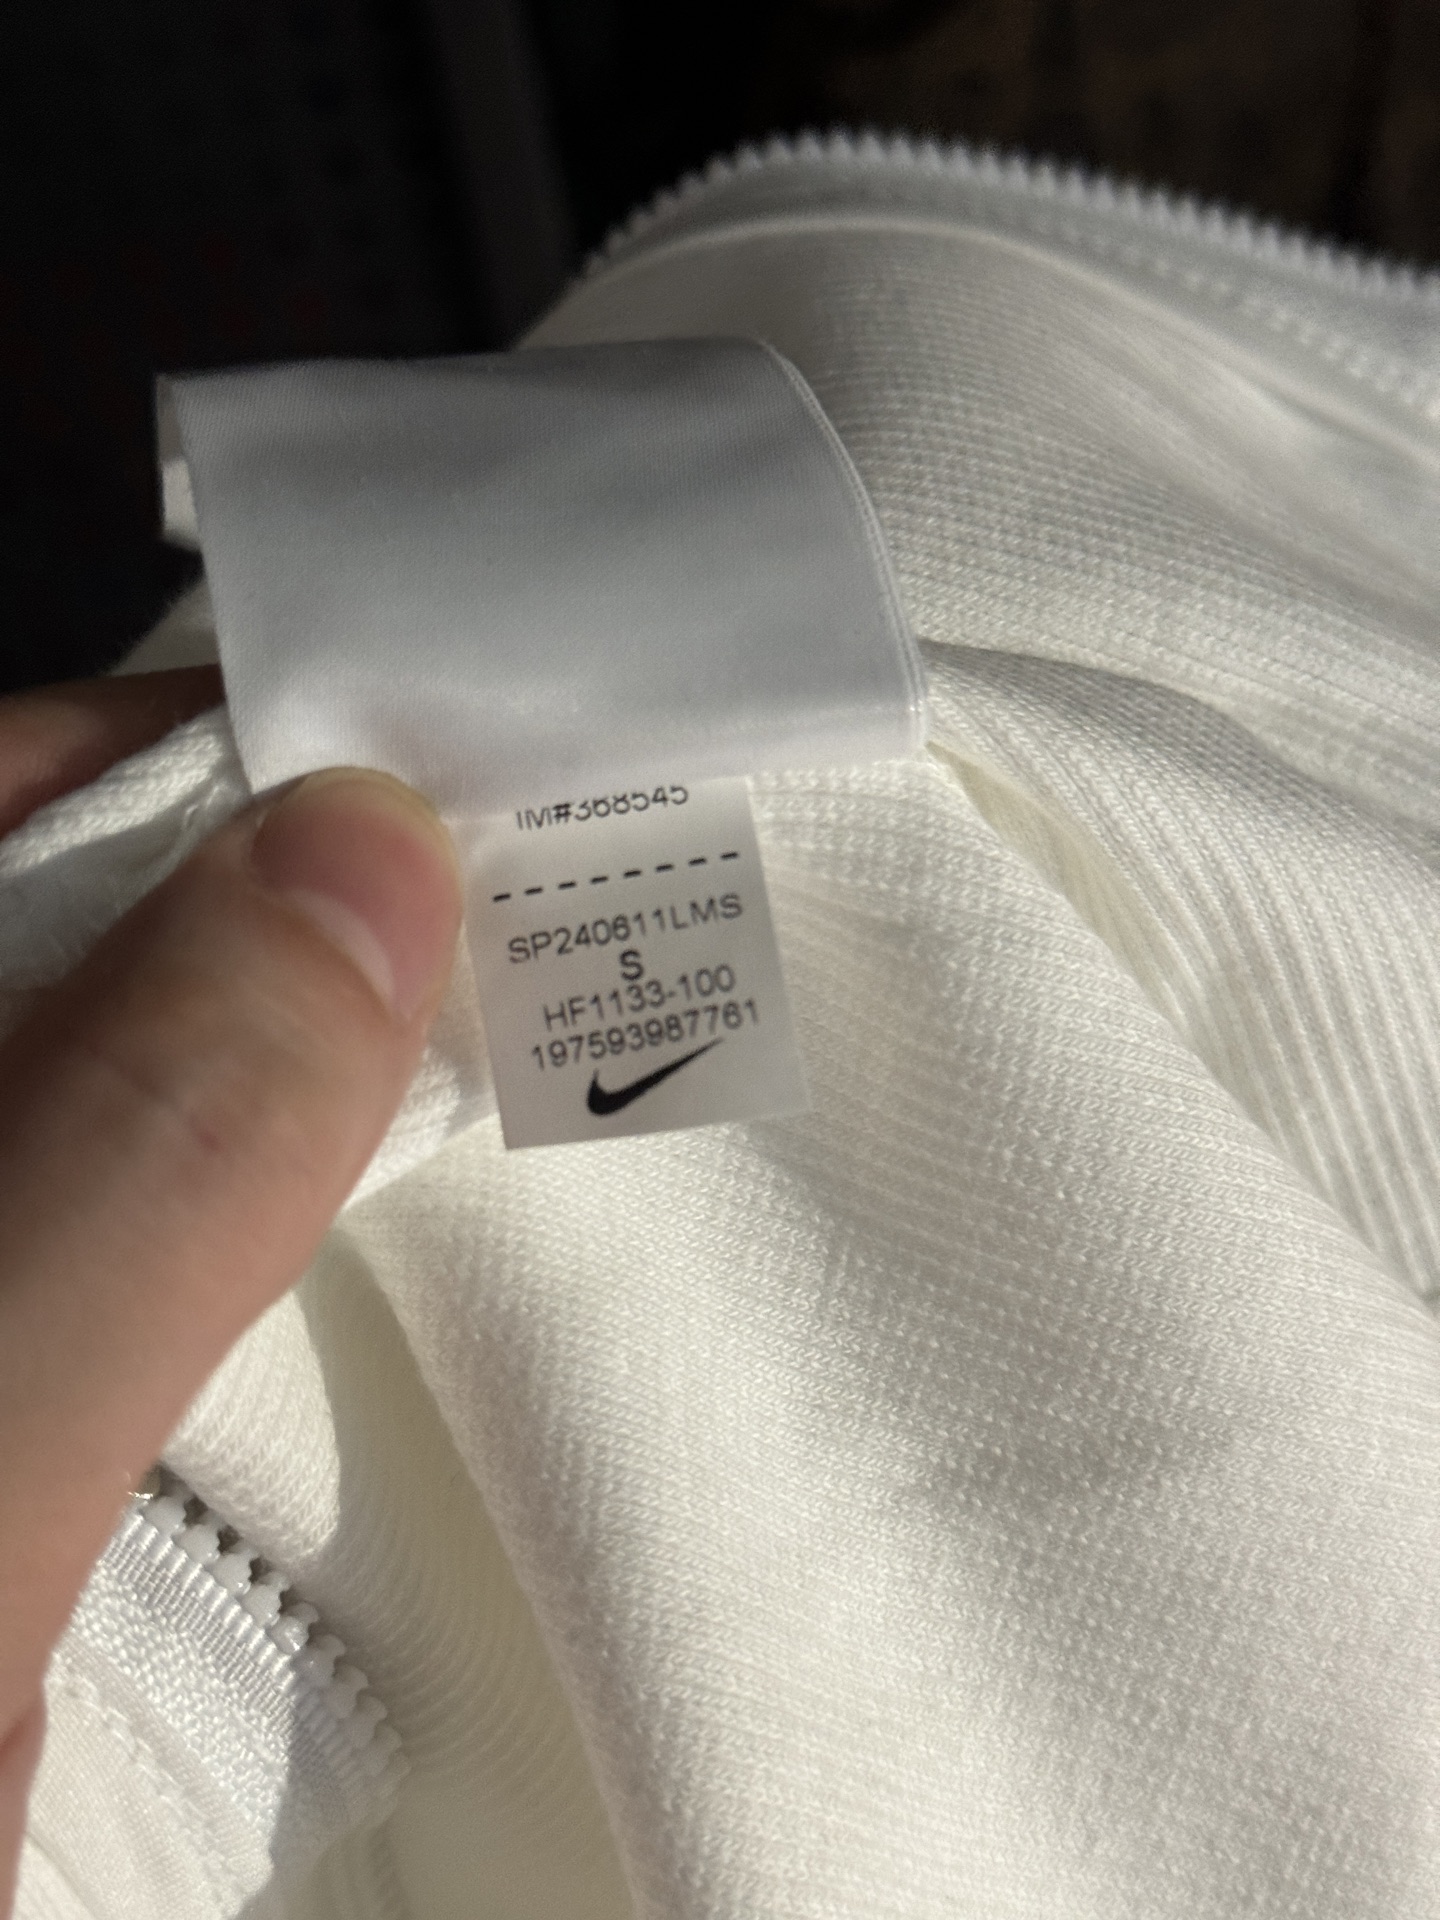 IM#368545
--------
SP240611LMS
S
HF1133-100
197593987761